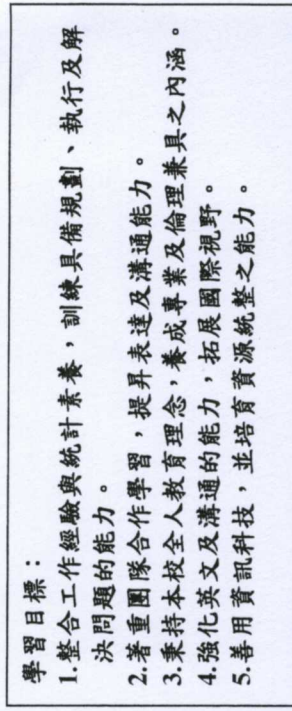 學習目標：
1.整合工作經驗與統計素養，訓練具備規劃、執行及解
決問題的能力。
2.著重團隊合作學習，提昇表達及溝通能力。
3.秉持本校全人教育理念，養成專業及倫理兼具之內涵。
4.強化英文及溝通的能力，拓展國際視野。
5.善用資訊科技，並培育資源統整之能力。